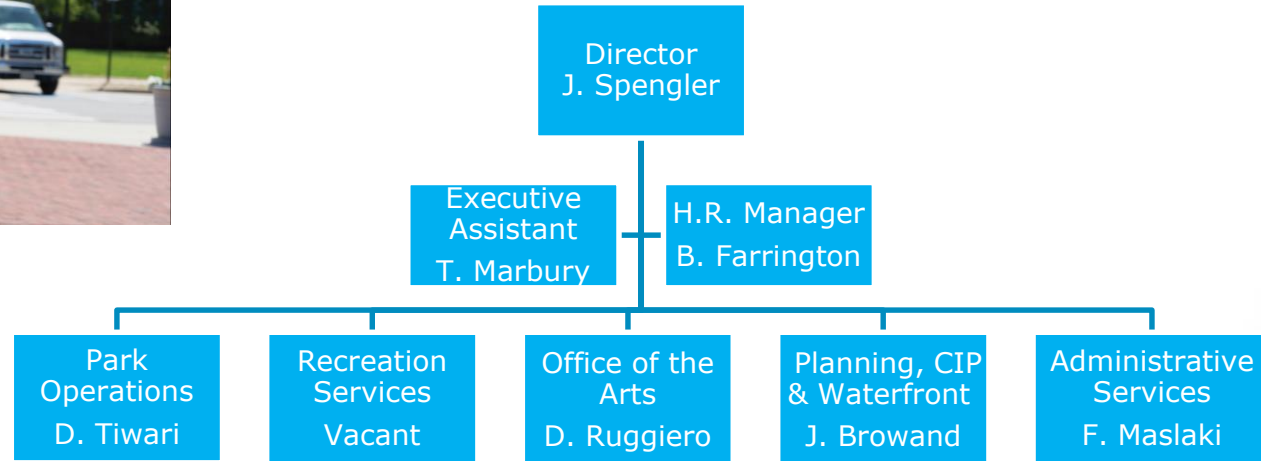 Director
J. Spengler
Executive
Assistant
T. Marbury
H.R. Manager
B. Farrington
Park
Operations
D. Tiwari
Recreation
Services
Vacant
Office of the
Arts
D. Ruggiero
Planning, CIP
& Waterfront
J. Browand
Administrative
Services
F. Maslaki